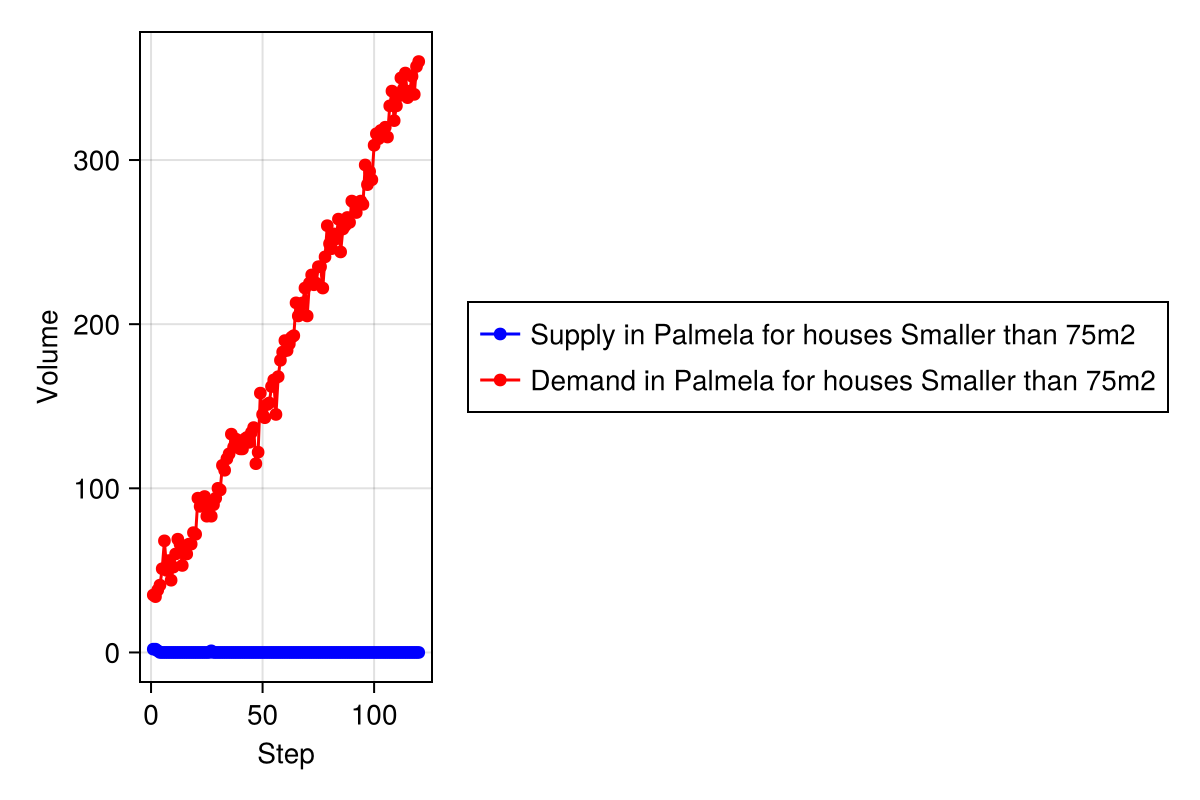 300
200
100
0
Volume
0 50 100
Step
Supply in Palmela for houses Smaller than 75m2
Demand in Palmela for houses Smaller than 75m2